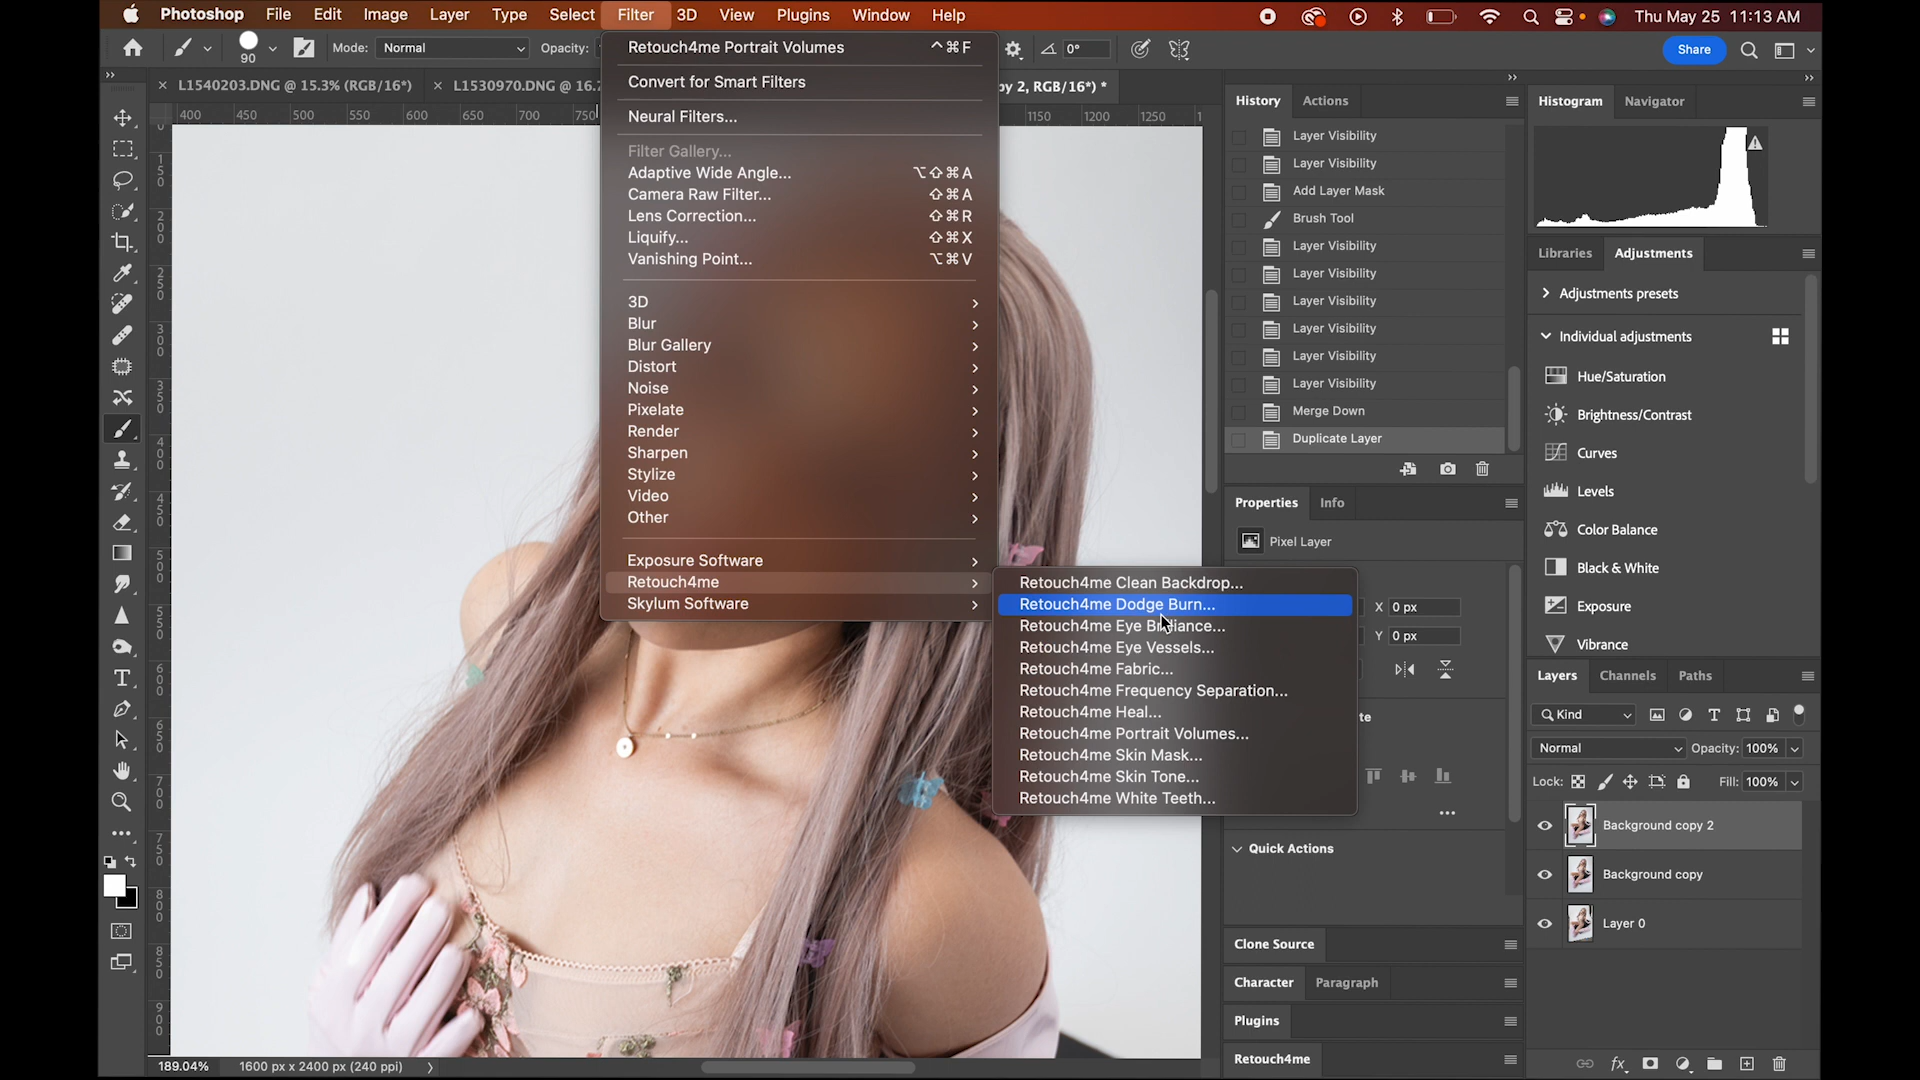 Photoshop File Edit Image Layer Type Select Filter 3D View Plugins Window Help Thu May 25 11:13 AM
90 Mode: Normal Opacity: 0° Share
L1540203.DNG @ 15.3% (RGB/16*) L1530970.DNG @ 16. py 2, RGB/16*) *
400 450 500 550 600 650 700 750 1150 1200 1250
Retouch4me Portrait Volumes ^⌘F
Convert for Smart Filters
Neural Filters...
Filter Gallery...
Adaptive Wide Angle... ⌥⇧⌘A
Camera Raw Filter... ⇧⌘A
Lens Correction... ⇧⌘R
Liquify... ⇧⌘X
Vanishing Point... ⌥⌘V
3D
Blur
Blur Gallery
Distort
Noise
Pixelate
Render
Sharpen
Stylize
Video
Other
Exposure Software
Retouch4me
Skylum Software
Retouch4me Clean Backdrop...
Retouch4me Dodge Burn...
Retouch4me Eye Brilliance...
Retouch4me Eye Vessels...
Retouch4me Fabric...
Retouch4me Frequency Separation...
Retouch4me Heal...
Retouch4me Portrait Volumes...
Retouch4me Skin Mask...
Retouch4me Skin Tone...
Retouch4me White Teeth...
0
150
200
250
300
350
400
450
500
550
600
650
700
750
800
850
900
189.04% 1600 px x 2400 px (240 ppi)
History Actions
Layer Visibility
Layer Visibility
Add Layer Mask
Brush Tool
Layer Visibility
Layer Visibility
Layer Visibility
Layer Visibility
Layer Visibility
Layer Visibility
Merge Down
Duplicate Layer
Properties Info
Pixel Layer
X 0 px
Y 0 px
te
Quick Actions
Clone Source
Character Paragraph
Plugins
Retouch4me
Histogram Navigator
Libraries Adjustments
Adjustments presets
Individual adjustments
Hue/Saturation
Brightness/Contrast
Curves
Levels
Color Balance
Black & White
Exposure
Vibrance
Layers Channels Paths
Kind
Normal Opacity: 100%
Lock: Fill: 100%
Background copy 2
Background copy
Layer 0
fx